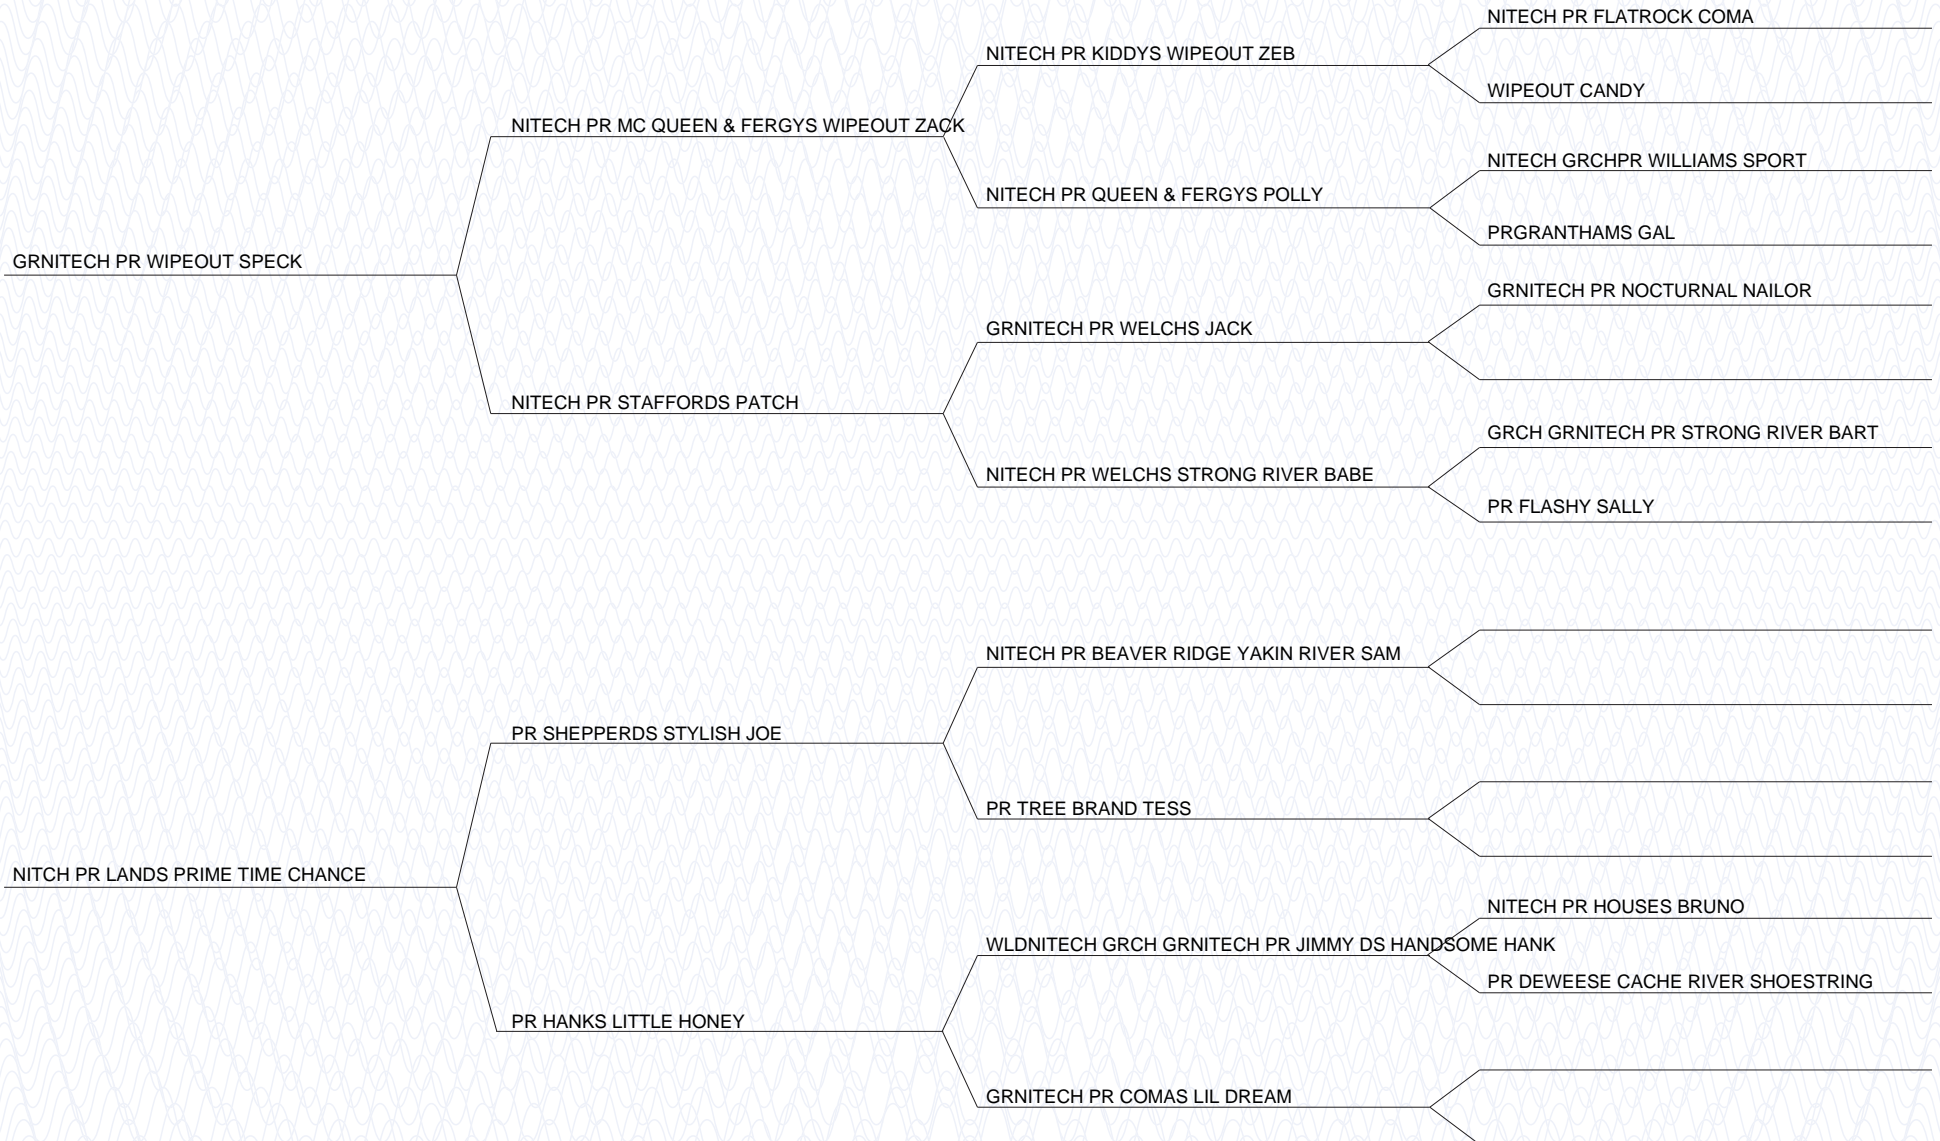 NITECH PR FLATROCK COMA
NITECH PR KIDDYS WIPEOUT ZEB
WIPEOUT CANDY
NITECH PR MC QUEEN & FERGYS WIPEOUT ZACK
NITECH GRCHPR WILLIAMS SPORT
NITECH PR QUEEN & FERGYS POLLY
PRGRANTHAMS GAL
GRNITECH PR WIPEOUT SPECK
GRNITECH PR NOCTURNAL NAILOR
GRNITECH PR WELCHS JACK
NITECH PR STAFFORDS PATCH
GRCH GRNITECH PR STRONG RIVER BART
NITECH PR WELCHS STRONG RIVER BABE
PR FLASHY SALLY
NITECH PR BEAVER RIDGE YAKIN RIVER SAM
PR SHEPPERDS STYLISH JOE
PR TREE BRAND TESS
NITCH PR LANDS PRIME TIME CHANCE
NITECH PR HOUSES BRUNO
WLDNITECH GRCH GRNITECH PR JIMMY DS HANDSOME HANK
PR DEWEESE CACHE RIVER SHOESTRING
PR HANKS LITTLE HONEY
GRNITECH PR COMAS LIL DREAM